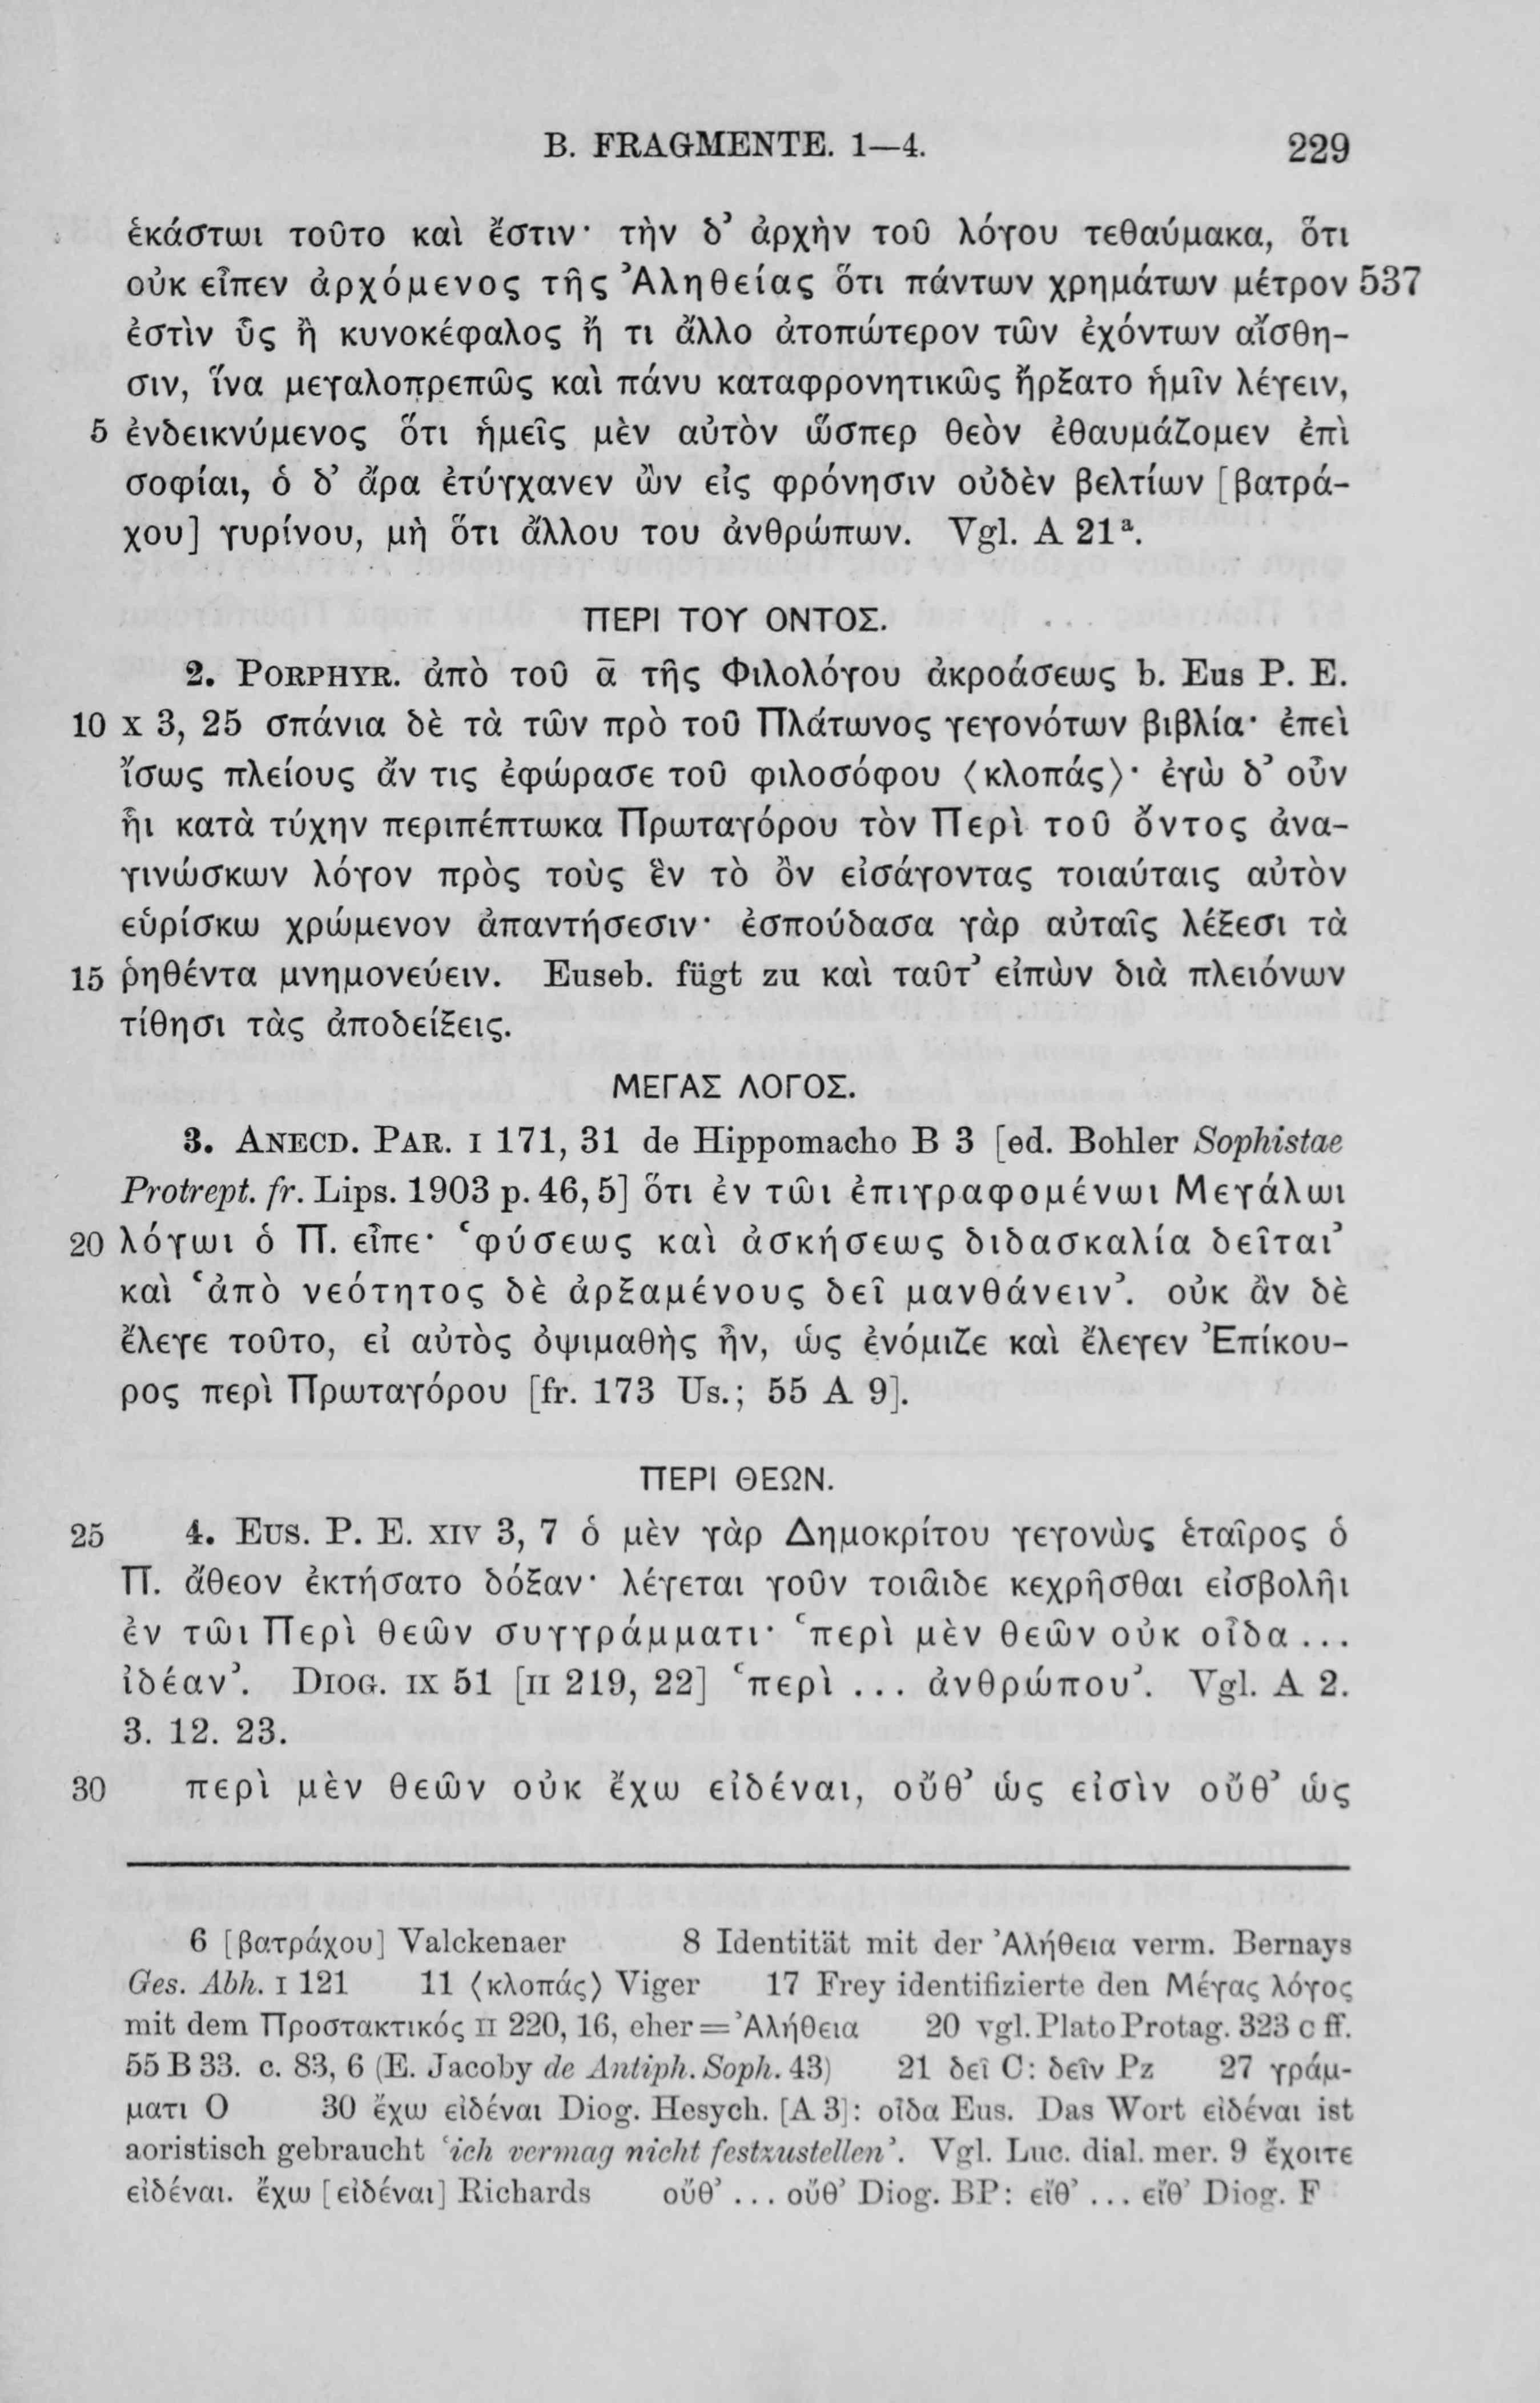 B. FRAGMENTE. 1—4. 229
ἑκάστωι τοῦτο καὶ ἔστιν· τὴν δ’ ἀρχὴν τοῦ λόγου τεθαύμακα, ὅτι
οὐκ εἶπεν ἀρχόμενος τῆς Ἀληθείας ὅτι πάντων χρημάτων μέτρον 537
ἐστὶν ὗς ἢ κυνοκέφαλος ἤ τι ἄλλο ἀτοπώτερον τῶν ἐχόντων αἴσθη-
σιν, ἵνα μεγαλοπρεπῶς καὶ πάνυ καταφρονητικῶς ἤρξατο ἡμῖν λέγειν,
5 ἐνδεικνύμενος ὅτι ἡμεῖς μὲν αὐτὸν ὥσπερ θεὸν ἐθαυμάζομεν ἐπὶ
σοφίαι, ὁ δ’ ἄρα ἐτύγχανεν ὢν εἰς φρόνησιν οὐδὲν βελτίων [βατρά-
χου] γυρίνου, μὴ ὅτι ἄλλου του ἀνθρώπων. Vgl. A 21ᵃ.
ΠΕΡΙ ΤΟΥ ΟΝΤΟΣ.
2. PORPHYR. ἀπὸ τοῦ ᾱ τῆς Φιλολόγου ἀκροάσεως b. Eus P. E.
10 X 3, 25 σπάνια δὲ τὰ τῶν πρὸ τοῦ Πλάτωνος γεγονότων βιβλία· ἐπεὶ
ἴσως πλείους ἄν τις ἐφώρασε τοῦ φιλοσόφου ⟨κλοπάς⟩· ἐγὼ δ’ οὖν
ἧι κατὰ τύχην περιπέπτωκα Πρωταγόρου τὸν Περὶ τοῦ ὄντος ἀνα-
γινώσκων λόγον πρὸς τοὺς ἓν τὸ ὂν εἰσάγοντας τοιαύταις αὐτὸν
εὑρίσκω χρώμενον ἀπαντήσεσιν· ἐσπούδασα γὰρ αὐταῖς λέξεσι τὰ
15 ῥηθέντα μνημονεύειν. Euseb. fügt zu καὶ ταῦτ’ εἰπὼν διὰ πλειόνων
τίθησι τὰς ἀποδείξεις.
ΜΕΓΑΣ ΛΟΓΟΣ.
3. ANECD. PAR. I 171, 31 de Hippomacho B 3 [ed. Bohler Sophistae
Protrept. fr. Lips. 1903 p. 46, 5] ὅτι ἐν τῶι ἐπιγραφομένωι Μεγάλωι
20 λόγωι ὁ Π. εἶπε· ‘φύσεως καὶ ἀσκήσεως διδασκαλία δεῖται’
καὶ ‘ἀπὸ νεότητος δὲ ἀρξαμένους δεῖ μανθάνειν’. οὐκ ἂν δὲ
ἔλεγε τοῦτο, εἰ αὐτὸς ὀψιμαθὴς ἦν, ὡς ἐνόμιζε καὶ ἔλεγεν Ἐπίκου-
ρος περὶ Πρωταγόρου [fr. 173 Us.; 55 A 9].
ΠΕΡΙ ΘΕΩΝ.
25 4. EUS. P. E. XIV 3, 7 ὁ μὲν γὰρ Δημοκρίτου γεγονὼς ἑταῖρος ὁ
Π. ἄθεον ἐκτήσατο δόξαν· λέγεται γοῦν τοιᾶιδε κεχρῆσθαι εἰσβολῆι
ἐν τῶι Περὶ θεῶν συγγράμματι· ‘περὶ μὲν θεῶν οὐκ οἶδα ...
ἰδέαν’. DIOG. IX 51 [II 219, 22] ‘περὶ ... ἀνθρώπου’. Vgl. A 2.
3. 12. 23.
30 περὶ μὲν θεῶν οὐκ ἔχω εἰδέναι, οὔθ’ ὡς εἰσὶν οὔθ’ ὡς
6 [βατράχου] Valckenaer 8 Identität mit der Ἀλήθεια verm. Bernays
Ges. Abh. I 121 11 ⟨κλοπάς⟩ Viger 17 Frey identifizierte den Μέγας λόγος
mit dem Προστακτικός II 220, 16, eher = Ἀλήθεια 20 vgl. Plato Protag. 323 c ff.
55 B 33. c. 83, 6 (E. Jacoby de Antiph. Soph. 43) 21 δεῖ C: δεῖν Pz 27 γράμ-
ματι O 30 ἔχω εἰδέναι Diog. Hesych. [A 3]: οἶδα Eus. Das Wort εἰδέναι ist
aoristisch gebraucht ‘ich vermag nicht festzustellen’. Vgl. Luc. dial. mer. 9 ἔχοιτε
εἰδέναι. ἔχω [εἰδέναι] Richards οὔθ’ ... οὔθ’ Diog. BP: εἴθ’ ... εἴθ’ Diog. F